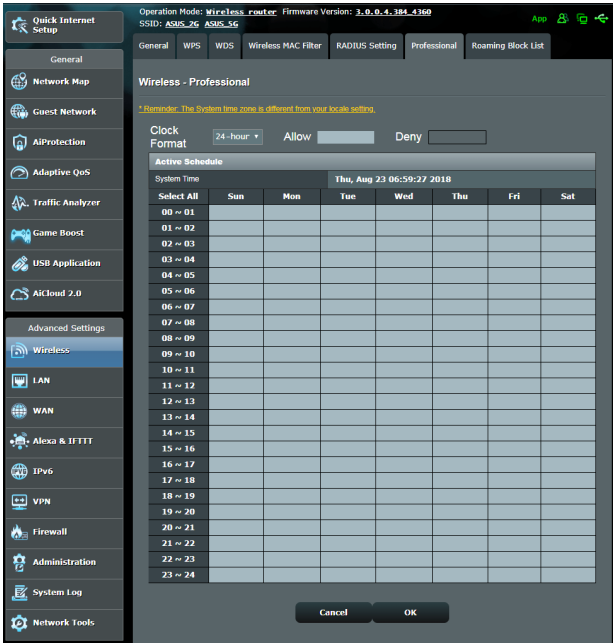 Operation Mode: Wireless router Firmware Version: 3.0.0.4.384_4360
SSID: ASUS_2G ASUS_5G
App
Quick Internet
Setup
General
Network Map
Guest Network
AiProtection
Adaptive QoS
Traffic Analyzer
Game Boost
USB Application
AiCloud 2.0
Advanced Settings
Wireless
LAN
WAN
Alexa & IFTTT
IPv6
VPN
Firewall
Administration
System Log
Network Tools
General WPS WDS Wireless MAC Filter RADIUS Setting Professional Roaming Block List
Wireless - Professional
* Reminder: The System time zone is different from your locale setting.
Clock
Format
24-hour
Allow
Deny
Active Schedule
System Time Thu, Aug 23 06:59:27 2018
Select All Sun Mon Tue Wed Thu Fri Sat
00 ~ 01
01 ~ 02
02 ~ 03
03 ~ 04
04 ~ 05
05 ~ 06
06 ~ 07
07 ~ 08
08 ~ 09
09 ~ 10
10 ~ 11
11 ~ 12
12 ~ 13
13 ~ 14
14 ~ 15
15 ~ 16
16 ~ 17
17 ~ 18
18 ~ 19
19 ~ 20
20 ~ 21
21 ~ 22
22 ~ 23
23 ~ 24
Cancel OK